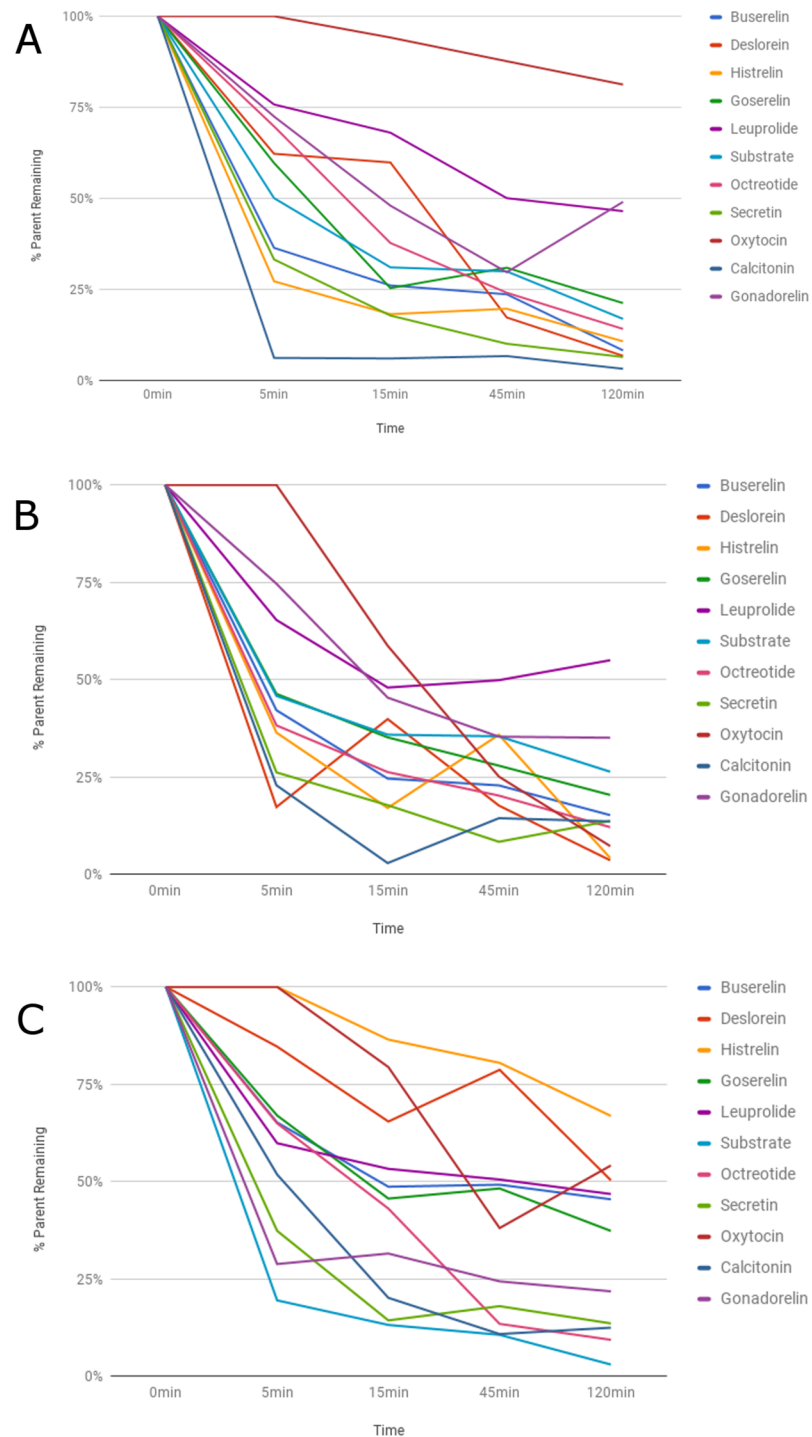 A
100%
75%
50%
25%
0%
% Parent Remaining
0min 5min 15min 45min 120min
Time
Buserelin
Deslorein
Histrelin
Goserelin
Leuprolide
Substrate
Octreotide
Secretin
Oxytocin
Calcitonin
Gonadorelin
B
100%
75%
50%
25%
0%
% Parent Remaining
0min 5min 15min 45min 120min
Time
Buserelin
Deslorein
Histrelin
Goserelin
Leuprolide
Substrate
Octreotide
Secretin
Oxytocin
Calcitonin
Gonadorelin
C
100%
75%
50%
25%
0%
% Parent Remaining
0min 5min 15min 45min 120min
Time
Buserelin
Deslorein
Histrelin
Goserelin
Leuprolide
Substrate
Octreotide
Secretin
Oxytocin
Calcitonin
Gonadorelin